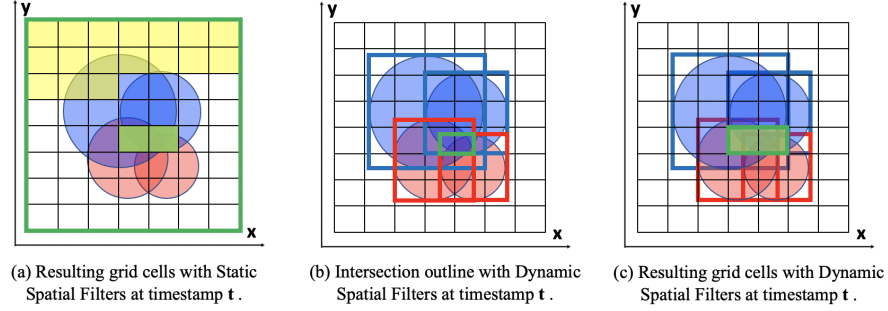 y
x
(a) Resulting grid cells with Static
Spatial Filters at timestamp t .
y
x
(b) Intersection outline with Dynamic
Spatial Filters at timestamp t .
y
x
(c) Resulting grid cells with Dynamic
Spatial Filters at timestamp t .